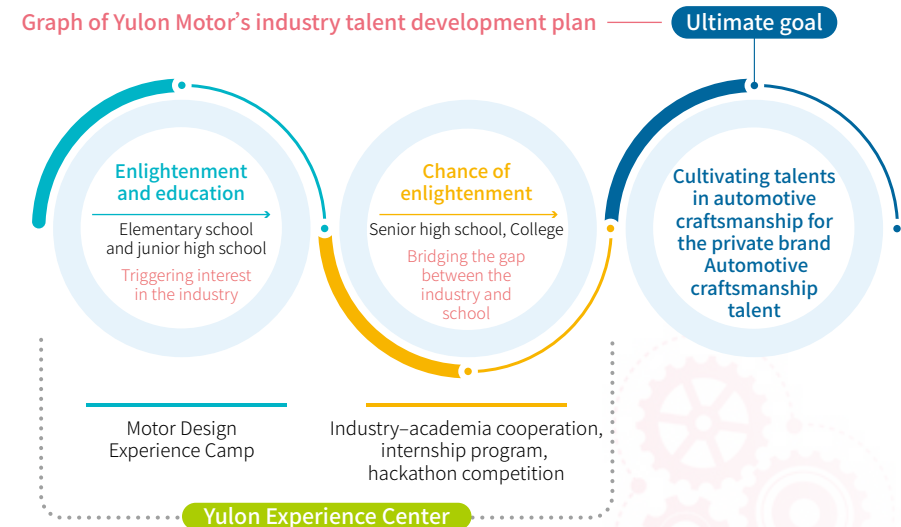 Graph of Yulon Motor’s industry talent development plan
Ultimate goal
Enlightenment
and education
Elementary school
and junior high school
Triggering interest
in the industry
Chance of
enlightenment
Senior high school, College
Bridging the gap
between the
industry and
school
Cultivating talents
in automotive
craftsmanship for
the private brand
Automotive
craftsmanship
talent
Motor Design
Experience Camp
Industry–academia cooperation,
internship program,
hackathon competition
Yulon Experience Center